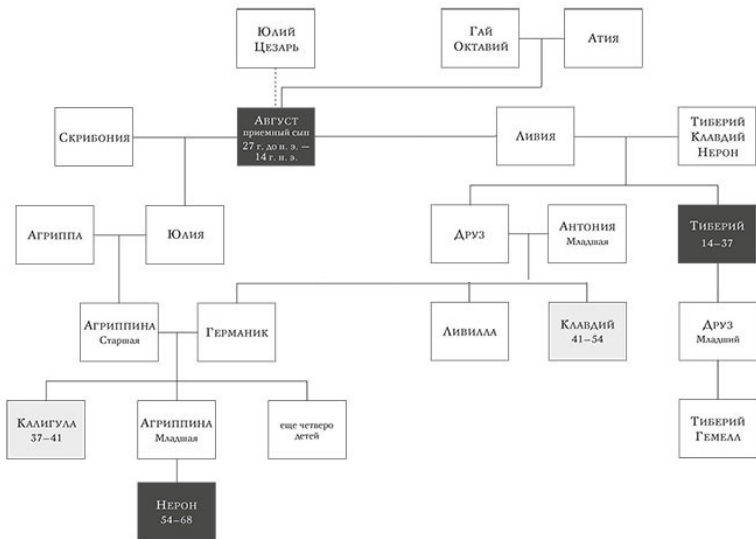 Юлий
Цезарь
Гай
Октавий
Атия
Август
приемный сын
27 г. до н. э. —
14 г. н. э.
Скрибония
Ливия
Тиберий
Клавдий
Нерон
Агриппа
Юлия
Друз
Антония
Младшая
Тиберий
14–37
Агриппина
Старшая
Германик
Ливилла
Клавдий
41–54
Друз
Младший
Калигула
37–41
Агриппина
Младшая
еще четверо
детей
Тиберий
Гемелл
Нерон
54–68